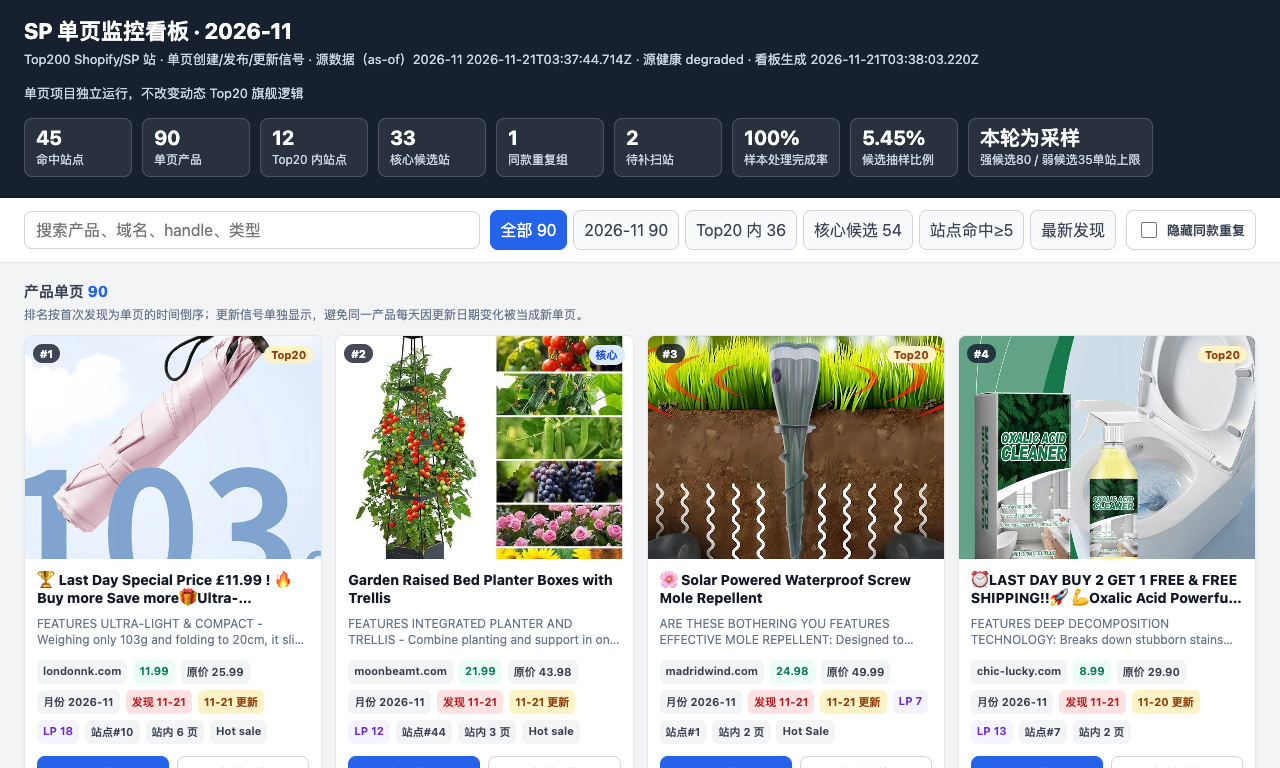 SP 单页监控看板 · 2026-11
Top200 Shopify/SP 站 · 单页创建/发布/更新信号 · 源数据（as-of）2026-11 2026-11-21T03:37:44.714Z · 源健康 degraded · 看板生成 2026-11-21T03:38:03.220Z
单页项目独立运行，不改变动态 Top20 旗舰逻辑
45
命中站点
90
单页产品
12
Top20 内站点
33
核心候选站
1
同款重复组
2
待补扫站
100%
样本处理完成率
5.45%
候选抽样比例
本轮为采样
强候选80 / 弱候选35单站上限
搜索产品、域名、handle、类型
全部 90
2026-11 90
Top20 内 36
核心候选 54
站点命中≥5
最新发现
隐藏同款重复
产品单页 90
排名按首次发现为单页的时间倒序；更新信号单独显示，避免同一产品每天因更新日期变化被当成新单页。
#1
Top20
103
🏆 Last Day Special Price £11.99 ! 🔥
Buy more Save more🎁Ultra-...
FEATURES ULTRA-LIGHT & COMPACT -
Weighing only 103g and folding to 20cm, it sli...
londonnk.com
11.99
原价 25.99
月份 2026-11
发现 11-21
11-21 更新
LP 18
站点#10
站内 6 页
Hot sale
#2
核心
Garden Raised Bed Planter Boxes with
Trellis
FEATURES INTEGRATED PLANTER AND
TRELLIS - Combine planting and support in on...
moonbeamt.com
21.99
原价 43.98
月份 2026-11
发现 11-21
11-21 更新
LP 12
站点#44
站内 3 页
Hot sale
#3
Top20
🌸Solar Powered Waterproof Screw
Mole Repellent
ARE THESE BOTHERING YOU FEATURES
EFFECTIVE MOLE REPELLENT: Designed to...
madridwind.com
24.98
原价 49.99
月份 2026-11
发现 11-21
11-21 更新
LP 7
站点#1
站内 2 页
Hot Sale
#4
Top20
OXALIC ACID
CLEANER
OXALIC ACID
CLEANER
⏰LAST DAY BUY 2 GET 1 FREE & FREE
SHIPPING!!🚀 💪Oxalic Acid Powerfu...
FEATURES DEEP DECOMPOSITION
TECHNOLOGY: Breaks down stubborn stains...
chic-lucky.com
8.99
原价 29.90
月份 2026-11
发现 11-21
11-20 更新
LP 13
站点#7
站内 2 页